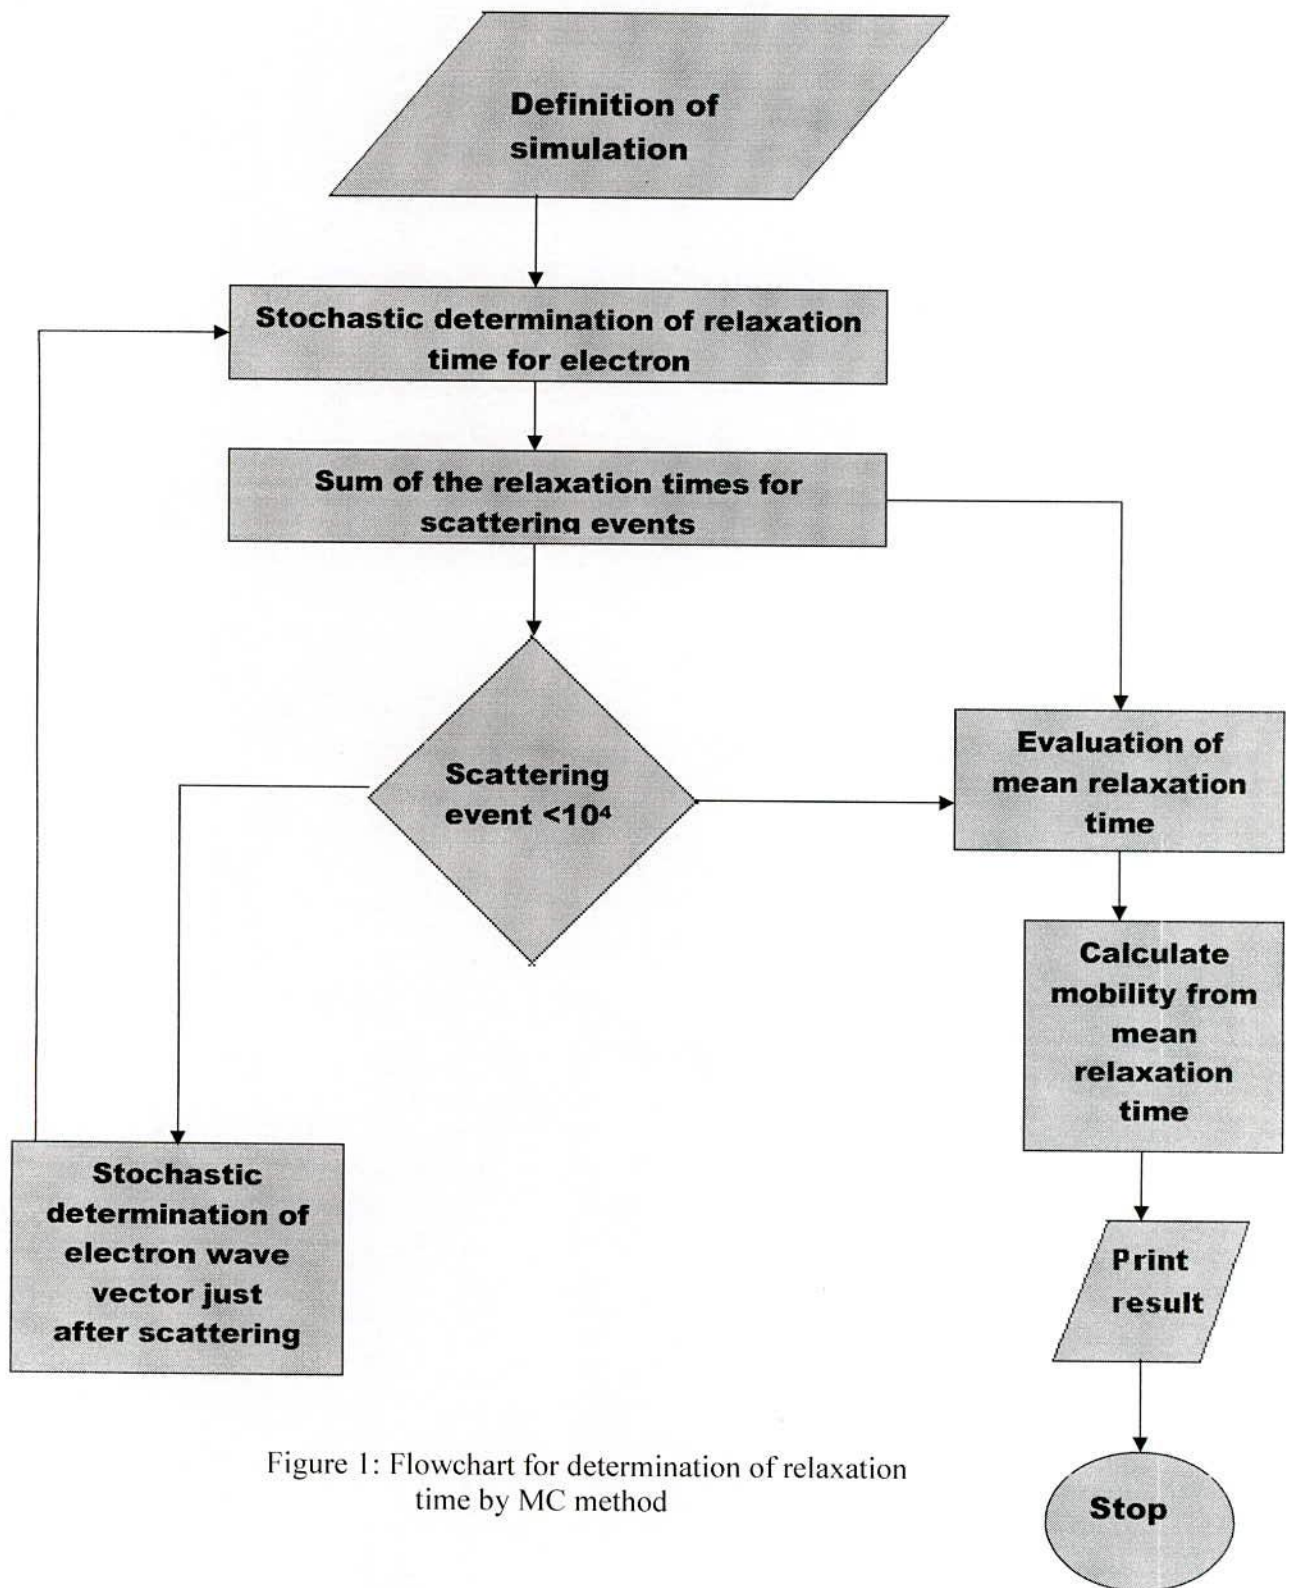 Definition of
simulation
Stochastic determination of relaxation
time for electron
Sum of the relaxation times for
scattering events
Scattering
event <10⁴
Evaluation of
mean relaxation
time
Calculate
mobility from
mean
relaxation
time
Stochastic
determination of
electron wave
vector just
after scattering
Print
result
Stop
Figure 1: Flowchart for determination of relaxation
time by MC method